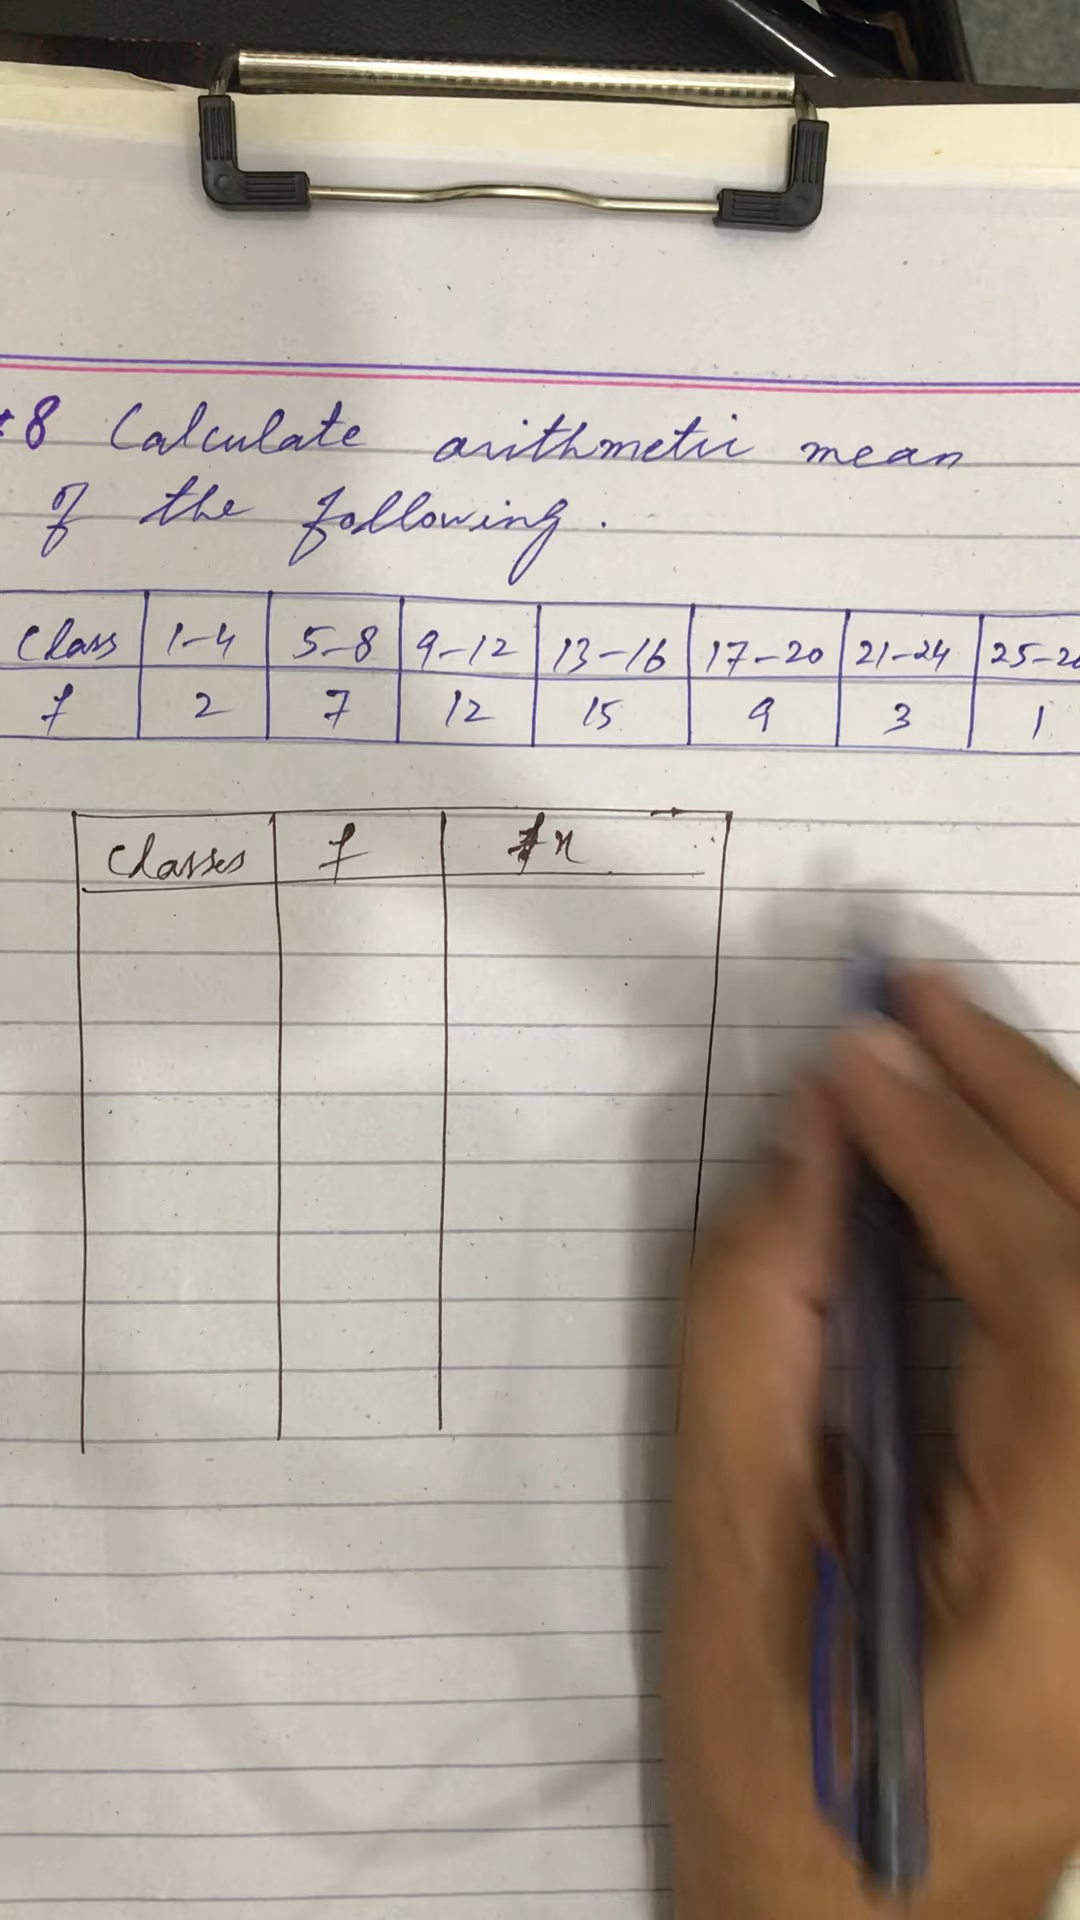 8 Calculate arithmetic mean
of the following.
Class 1-4 5-8 9-12 13-16 17-20 21-24
f 2 7 12 15 9 3 1
Classes f x